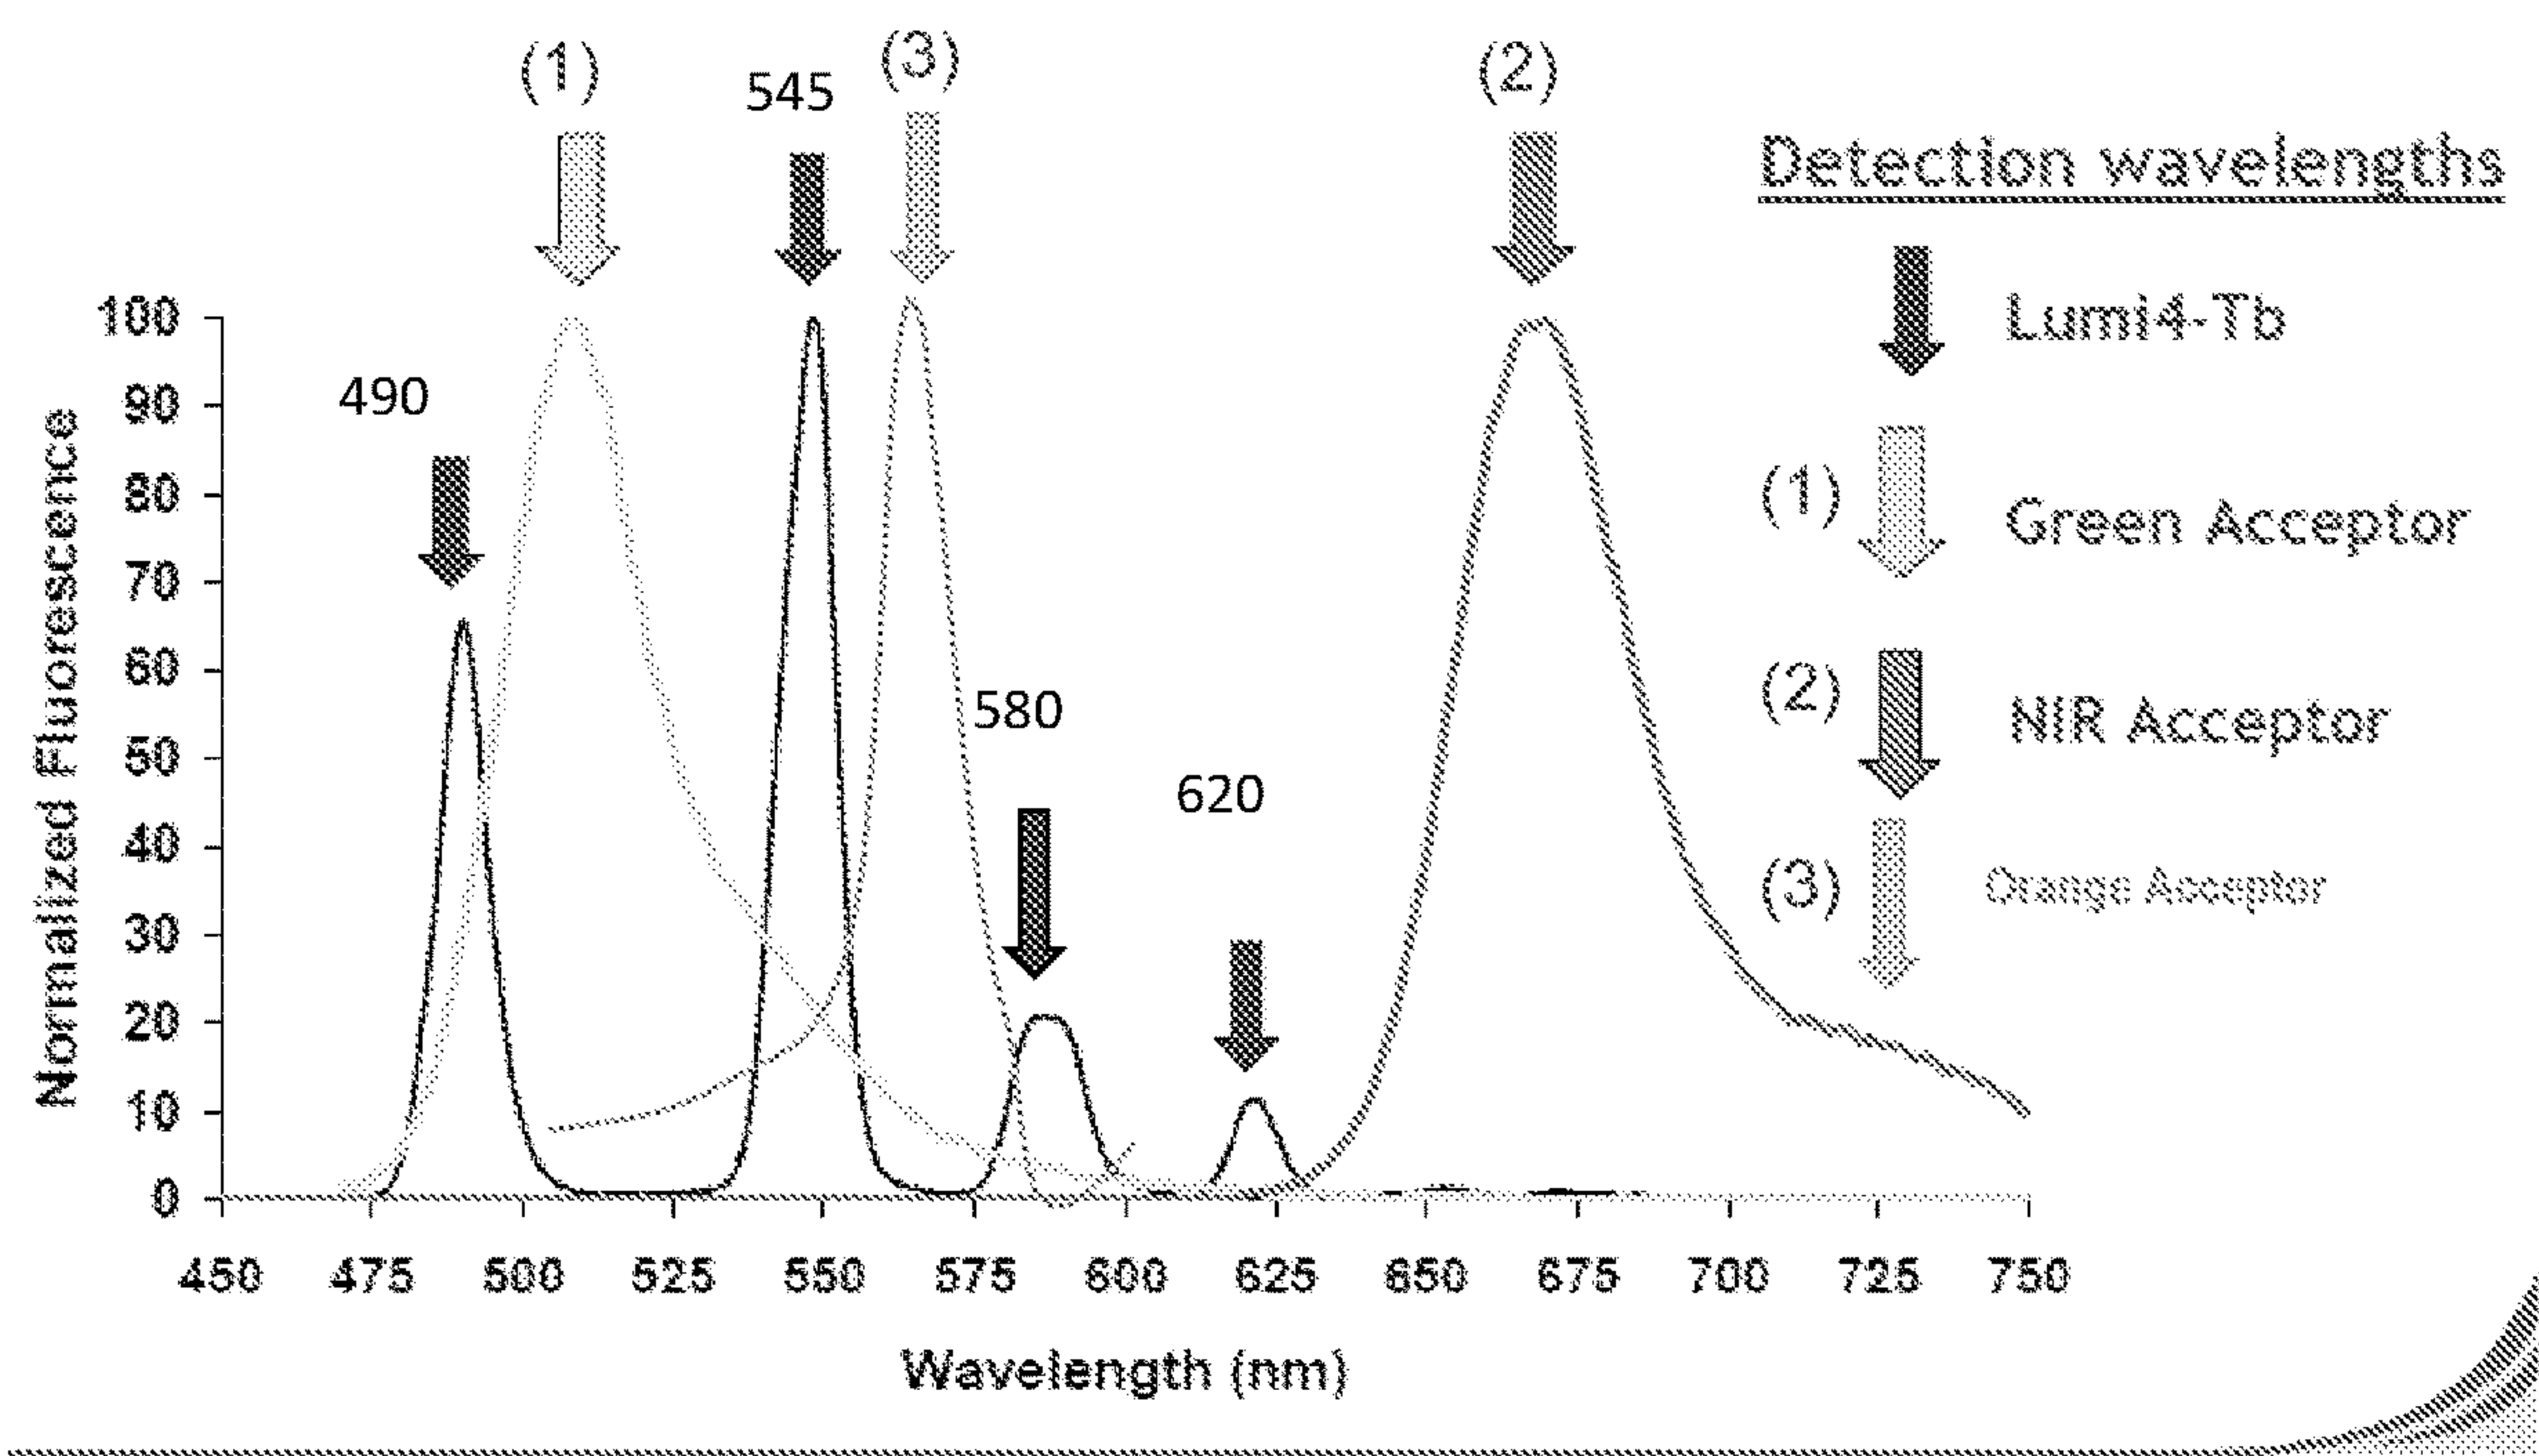 (1)
545
(3)
(2)
Detection wavelengths
490
580
620
Lumi4-Tb
(1) Green Acceptor
(2) NIR Acceptor
(3) Orange Acceptor
Normalized Fluorescence
100
90
80
70
60
50
40
30
20
10
0
450 475 500 525 550 575 600 625 650 675 700 725 750
Wavelength (nm)